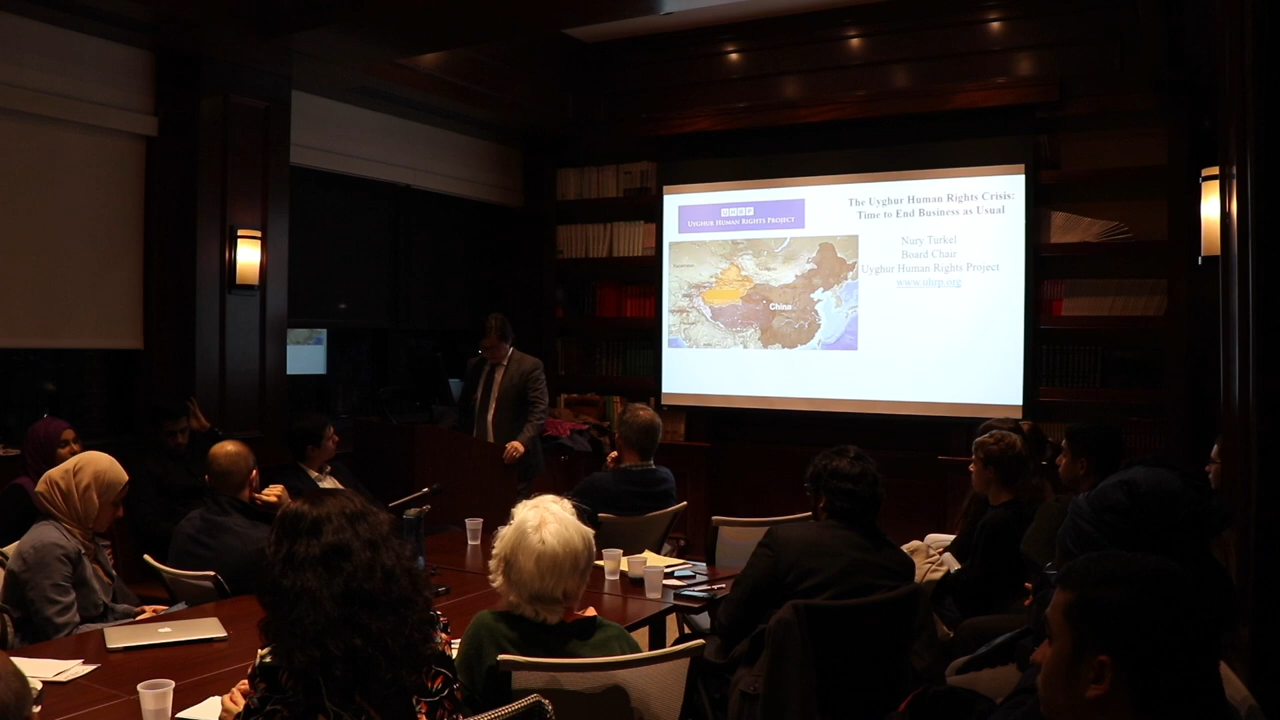 UHRP
UYGHUR HUMAN RIGHTS PROJECT
The Uyghur Human Rights Crisis:
Time to End Business as Usual
Nury Turkel
Board Chair
Uyghur Human Rights Project
www.uhrp.org
China